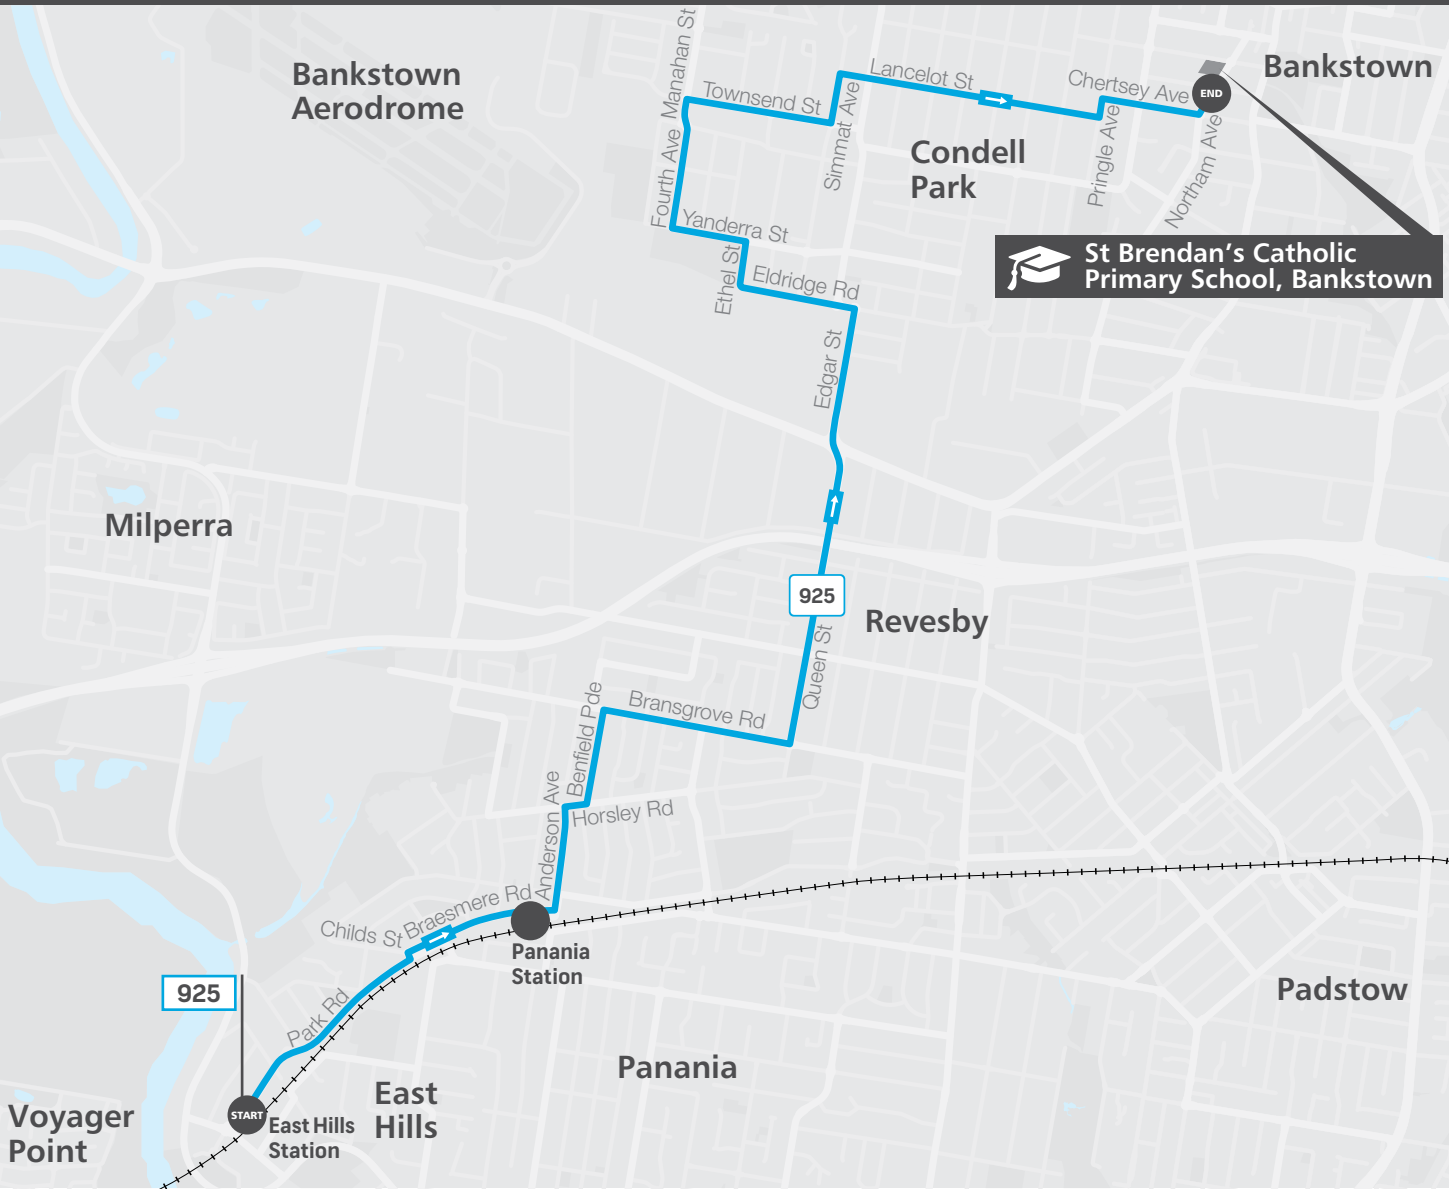 Manahan St
Bankstown
Aerodrome
Bankstown
Lancelot St
Chertsey Ave
END
Townsend St
Simmat Ave
Fourth Ave
Condell
Park
Pringle Ave
Northam Ave
Yanderra St
St Brendan’s Catholic
Primary School, Bankstown
Ethel St
Eldridge Rd
Edgar St
Milperra
925
Revesby
Queen St
Benfield Pde
Bransgrove Rd
Anderson Ave
Horsley Rd
Braesmere Rd
Childs St
Panania
Station
925
Padstow
Park Rd
Panania
East
Hills
START
East Hills
Station
Voyager
Point